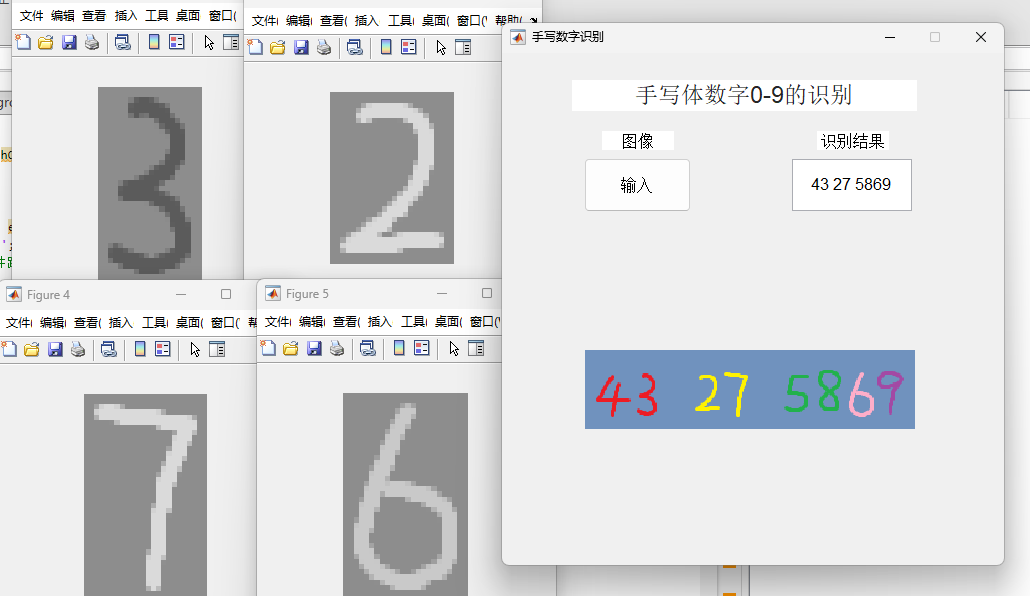 文件 编辑 查看 插入 工具 桌面 窗口(
文件( 编辑( 查看( 插入( 工具( 桌面( 窗口(\ 帮助(
3
2
Figure 4
文件( 编辑( 查看( 插入( 工具( 桌面( 窗口( 帮
7
Figure 5
文件( 编辑( 查看( 插入( 工具( 桌面( 窗口(\
6
手写数字识别
手写体数字0-9的识别
图像 识别结果
输入 43 27 5869
43 27 5869